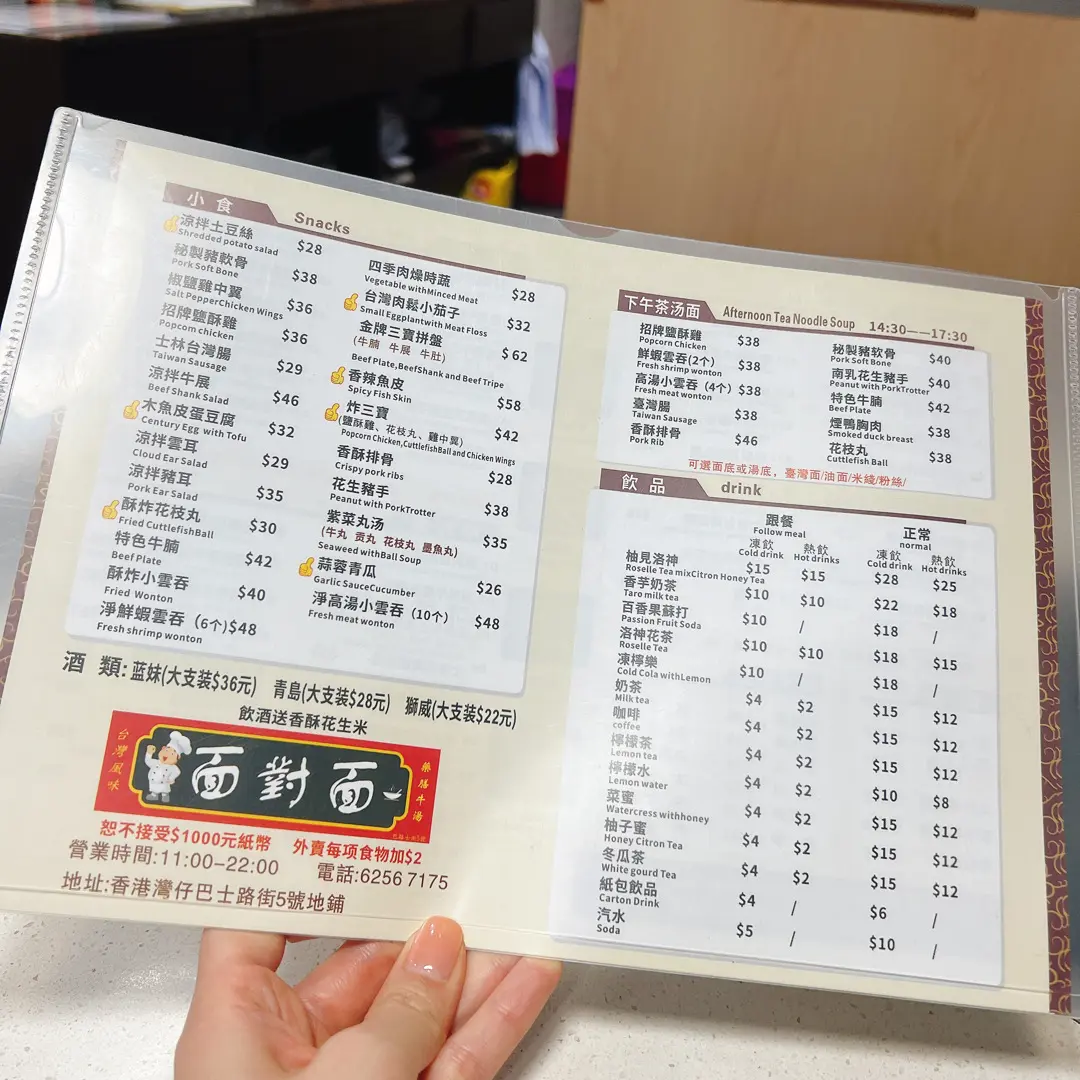 小食 Snacks
涼拌土豆絲 $28
Shredded potato salad
秘製豬軟骨 $38
Pork Soft Bone
椒鹽雞中翼 $36
Salt PepperChicken Wings
招牌鹽酥雞 $36
Popcorn chicken
士林台灣腸 $29
Taiwan Sausage
涼拌牛展 $46
Beef Shank Salad
木魚皮蛋豆腐 $32
Century Egg with Tofu
涼拌雲耳 $29
Cloud Ear Salad
涼拌豬耳 $35
Pork Ear Salad
酥炸花枝丸 $30
Fried CuttlefishBall
特色牛腩 $42
Beef Plate
酥炸小雲吞 $40
Fried Wonton
淨鮮蝦雲吞（6个)$48
Fresh shrimp wonton
四季肉燥時蔬 $28
Vegetable withMinced Meat
台灣肉鬆小茄子 $32
Small Eggplantwith Meat Floss
金牌三寶拼盤 $62
(牛腩 牛展 牛肚)
Beef Plate,BeefShank and Beef Tripe
香辣魚皮 $58
Spicy Fish Skin
炸三寶 $42
(鹽酥雞、花枝丸、雞中翼)
Popcorn Chicken,CuttlefishBall and Chicken Wings
香酥排骨 $28
Crispy pork ribs
花生豬手 $38
Peanut with PorkTrotter
紫菜丸汤 $35
(牛丸 贡丸 花枝丸 墨魚丸)
Seaweed withBall Soup
蒜蓉青瓜 $26
Garlic SauceCucumber
淨高湯小雲吞（10个） $48
Fresh meat wonton
酒 類:蓝妹(大支装$36元) 青島(大支装$28元) 獅威(大支装$22元)
飲酒送香酥花生米
台灣風味
面對面
藥膳牛湯
恕不接受$1000元紙幣 外賣每项食物加$2
營業時間:11:00-22:00 電話:6256 7175
地址:香港灣仔巴士路街5號地鋪
下午茶汤面 Afternoon Tea Noodle Soup 14:30——17:30
招牌鹽酥雞 $38
Popcorn Chicken
鮮蝦雲吞(2个) $38
Fresh shrimp wonton
高湯小雲吞（4个）$38
Fresh meat wonton
臺灣腸 $38
Taiwan Sausage
香酥排骨 $46
Pork Rib
秘製豬軟骨 $40
Pork Soft Bone
南乳花生豬手 $40
Peanut with PorkTrotter
特色牛腩 $42
Beef Plate
煙鴨胸肉 $38
Smoked duck breast
花枝丸 $38
Cuttlefish Ball
可選面底或湯底，臺灣面/油面/米綫/粉絲/
飲品 drink
跟餐 正常
Follow meal normal
凍飲 熱飲 凍飲 熱飲
Cold drink Hot drinks Cold drink Hot drinks
柚見洛神 $15 $15 $28 $25
Roselle Tea mixCitron Honey Tea
香芋奶茶 $10 $10 $22 $18
Taro milk tea
百香果蘇打 $10 / $18 /
Passion Fruit Soda
洛神花茶 $10 $10 $18 $15
Roselle Tea
凍檸樂 $10 / $18 /
Cold Cola withLemon
奶茶 $4 $2 $15 $12
Milk tea
咖啡 $4 $2 $15 $12
coffee
檸檬茶 $4 $2 $15 $12
Lemon tea
檸檬水 $4 $2 $10 $8
Lemon water
菜蜜 $4 $2 $15 $12
Watercress withhoney
柚子蜜 $4 $2 $15 $12
Honey Citron Tea
冬瓜茶 $4 $2 $15 $12
White gourd Tea
紙包飲品 $4 / $6 /
Carton Drink
汽水 $5 / $10 /
Soda